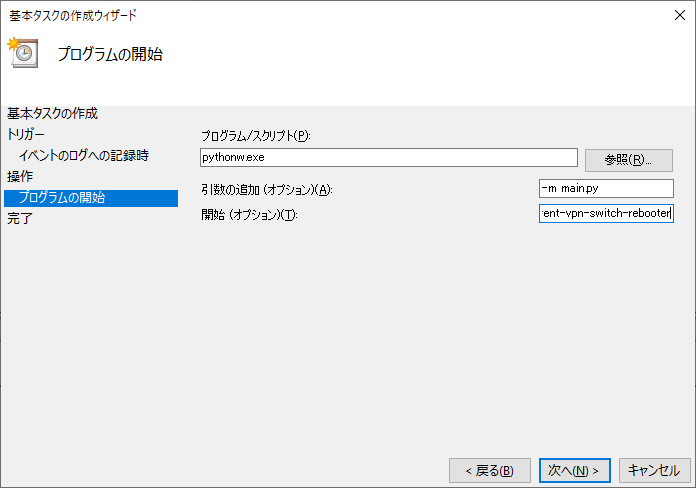 基本タスクの作成ウィザード
プログラムの開始
基本タスクの作成
トリガー
イベントのログへの記録時
操作
プログラムの開始
完了
プログラム/スクリプト(P):
pythonw.exe
参照(R)...
引数の追加 (オプション)(A):
-m main.py
開始 (オプション)(T):
ent-vpn-switch-rebooter
< 戻る(B)
次へ(N) >
キャンセル